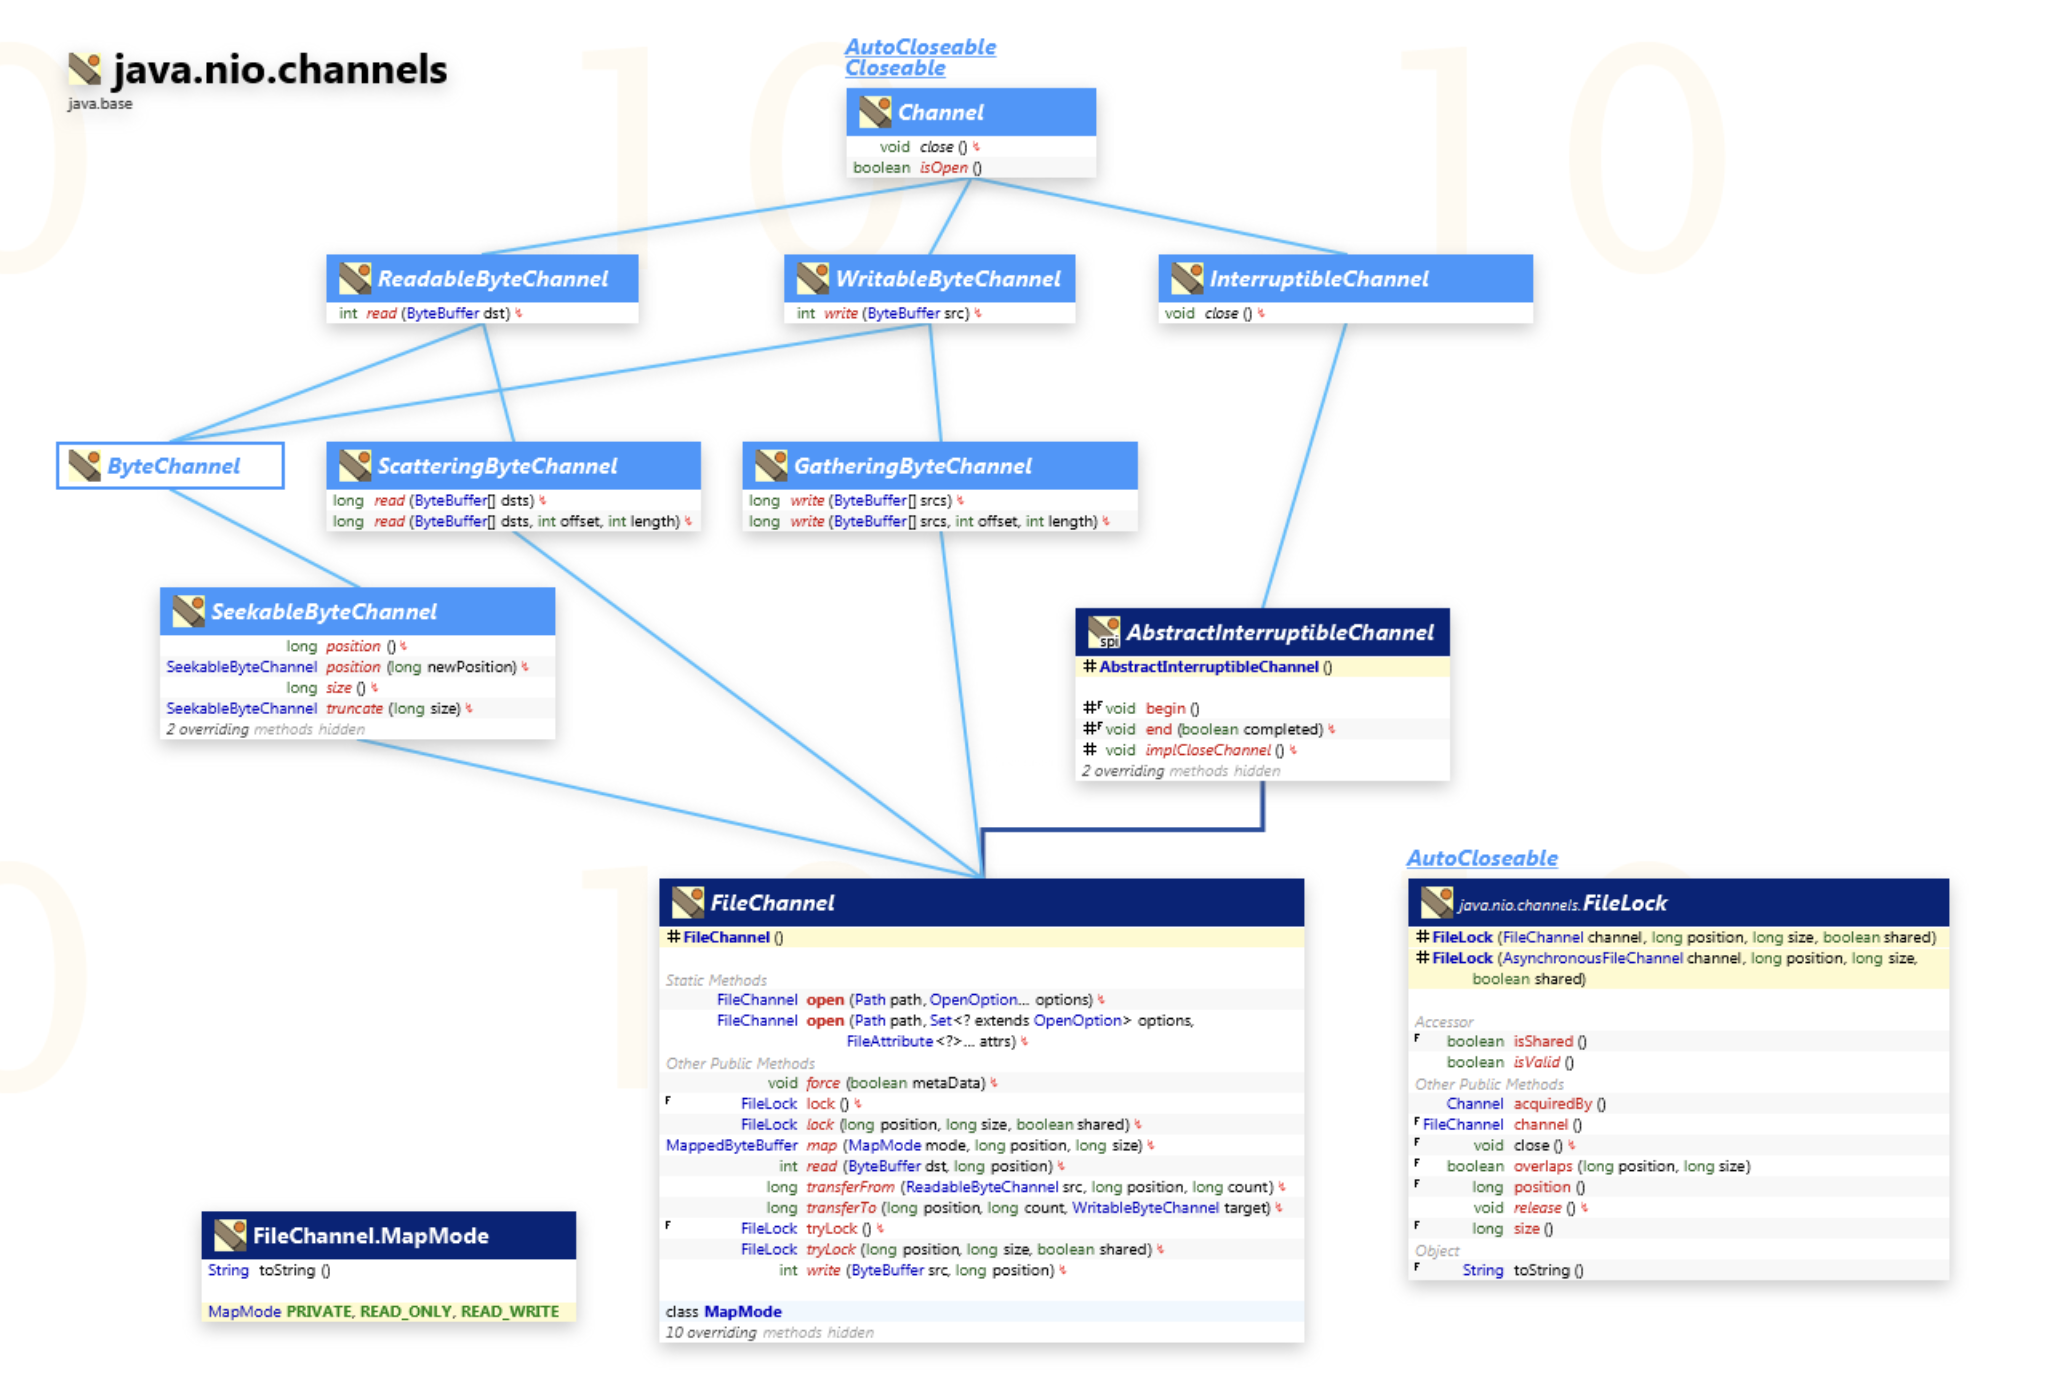 java.nio.channels
java.base
AutoCloseable
Closeable
Channel
void close ()
boolean isOpen ()
ReadableByteChannel
int read (ByteBuffer dst)
WritableByteChannel
int write (ByteBuffer src)
InterruptibleChannel
void close ()
ByteChannel
ScatteringByteChannel
long read (ByteBuffer[] dsts)
long read (ByteBuffer[] dsts, int offset, int length)
GatheringByteChannel
long write (ByteBuffer[] srcs)
long write (ByteBuffer[] srcs, int offset, int length)
SeekableByteChannel
long position ()
SeekableByteChannel position (long newPosition)
long size ()
SeekableByteChannel truncate (long size)
2 overriding methods hidden
spi AbstractInterruptibleChannel
# AbstractInterruptibleChannel ()
#F void begin ()
#F void end (boolean completed)
# void implCloseChannel ()
2 overriding methods hidden
FileChannel
# FileChannel ()
Static Methods
FileChannel open (Path path, OpenOption... options)
FileChannel open (Path path, Set<? extends OpenOption> options,
FileAttribute<?>... attrs)
Other Public Methods
void force (boolean metaData)
F FileLock lock ()
FileLock lock (long position, long size, boolean shared)
MappedByteBuffer map (MapMode mode, long position, long size)
int read (ByteBuffer dst, long position)
long transferFrom (ReadableByteChannel src, long position, long count)
long transferTo (long position, long count, WritableByteChannel target)
F FileLock tryLock ()
FileLock tryLock (long position, long size, boolean shared)
int write (ByteBuffer src, long position)
class MapMode
10 overriding methods hidden
AutoCloseable
java.nio.channels.FileLock
# FileLock (FileChannel channel, long position, long size, boolean shared)
# FileLock (AsynchronousFileChannel channel, long position, long size,
boolean shared)
Accessor
F boolean isShared ()
boolean isValid ()
Other Public Methods
Channel acquiredBy ()
F FileChannel channel ()
F void close ()
F boolean overlaps (long position, long size)
F long position ()
void release ()
F long size ()
Object
F String toString ()
FileChannel.MapMode
String toString ()
MapMode PRIVATE, READ_ONLY, READ_WRITE
10
10